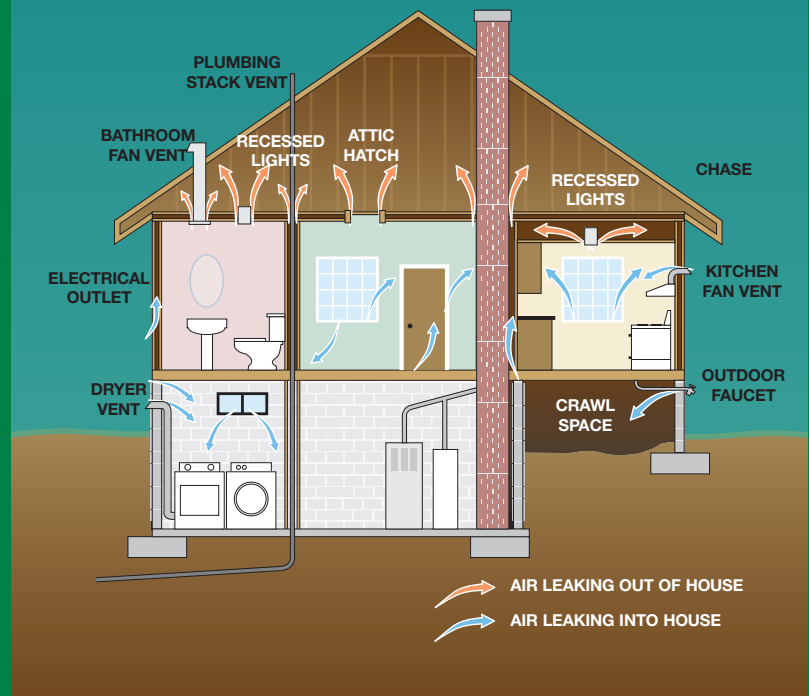 PLUMBING
STACK VENT
BATHROOM
FAN VENT
RECESSED
LIGHTS
ATTIC
HATCH
RECESSED
LIGHTS
CHASE
ELECTRICAL
OUTLET
KITCHEN
FAN VENT
DRYER
VENT
OUTDOOR
FAUCET
CRAWL
SPACE
AIR LEAKING OUT OF HOUSE
AIR LEAKING INTO HOUSE